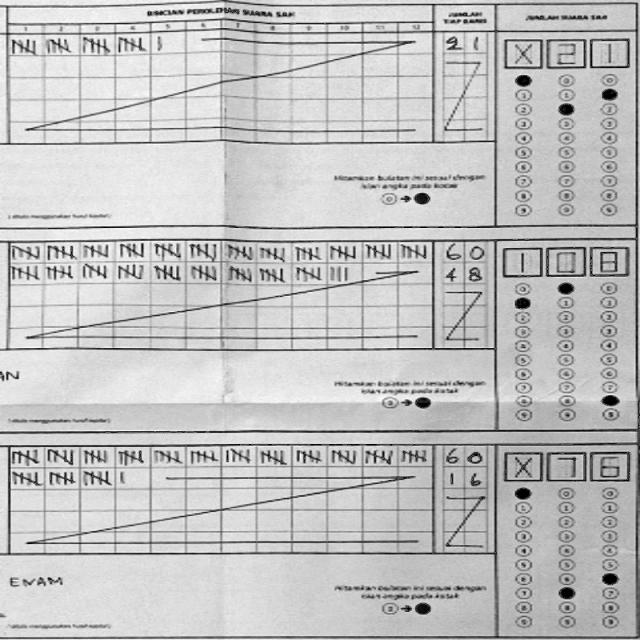 RINCIAN PEROLEHAN SUARA SAH
JUMLAH TIAP BARIS
JUMLAH SUARA SAH
1 2 3 4 5 6 7 8 9 10 11 12
21
X 2 1
Hitamkan bulatan ini sesuai dengan
isian angka pada kotak
(ditulis menggunakan huruf kapital)
60
48
1 0 8
AN
Hitamkan bulatan ini sesuai dengan
isian angka pada kotak
(ditulis menggunakan huruf kapital)
60
16
X 7 6
ENAM
Hitamkan bulatan ini sesuai dengan
isian angka pada kotak
(ditulis menggunakan huruf kapital)